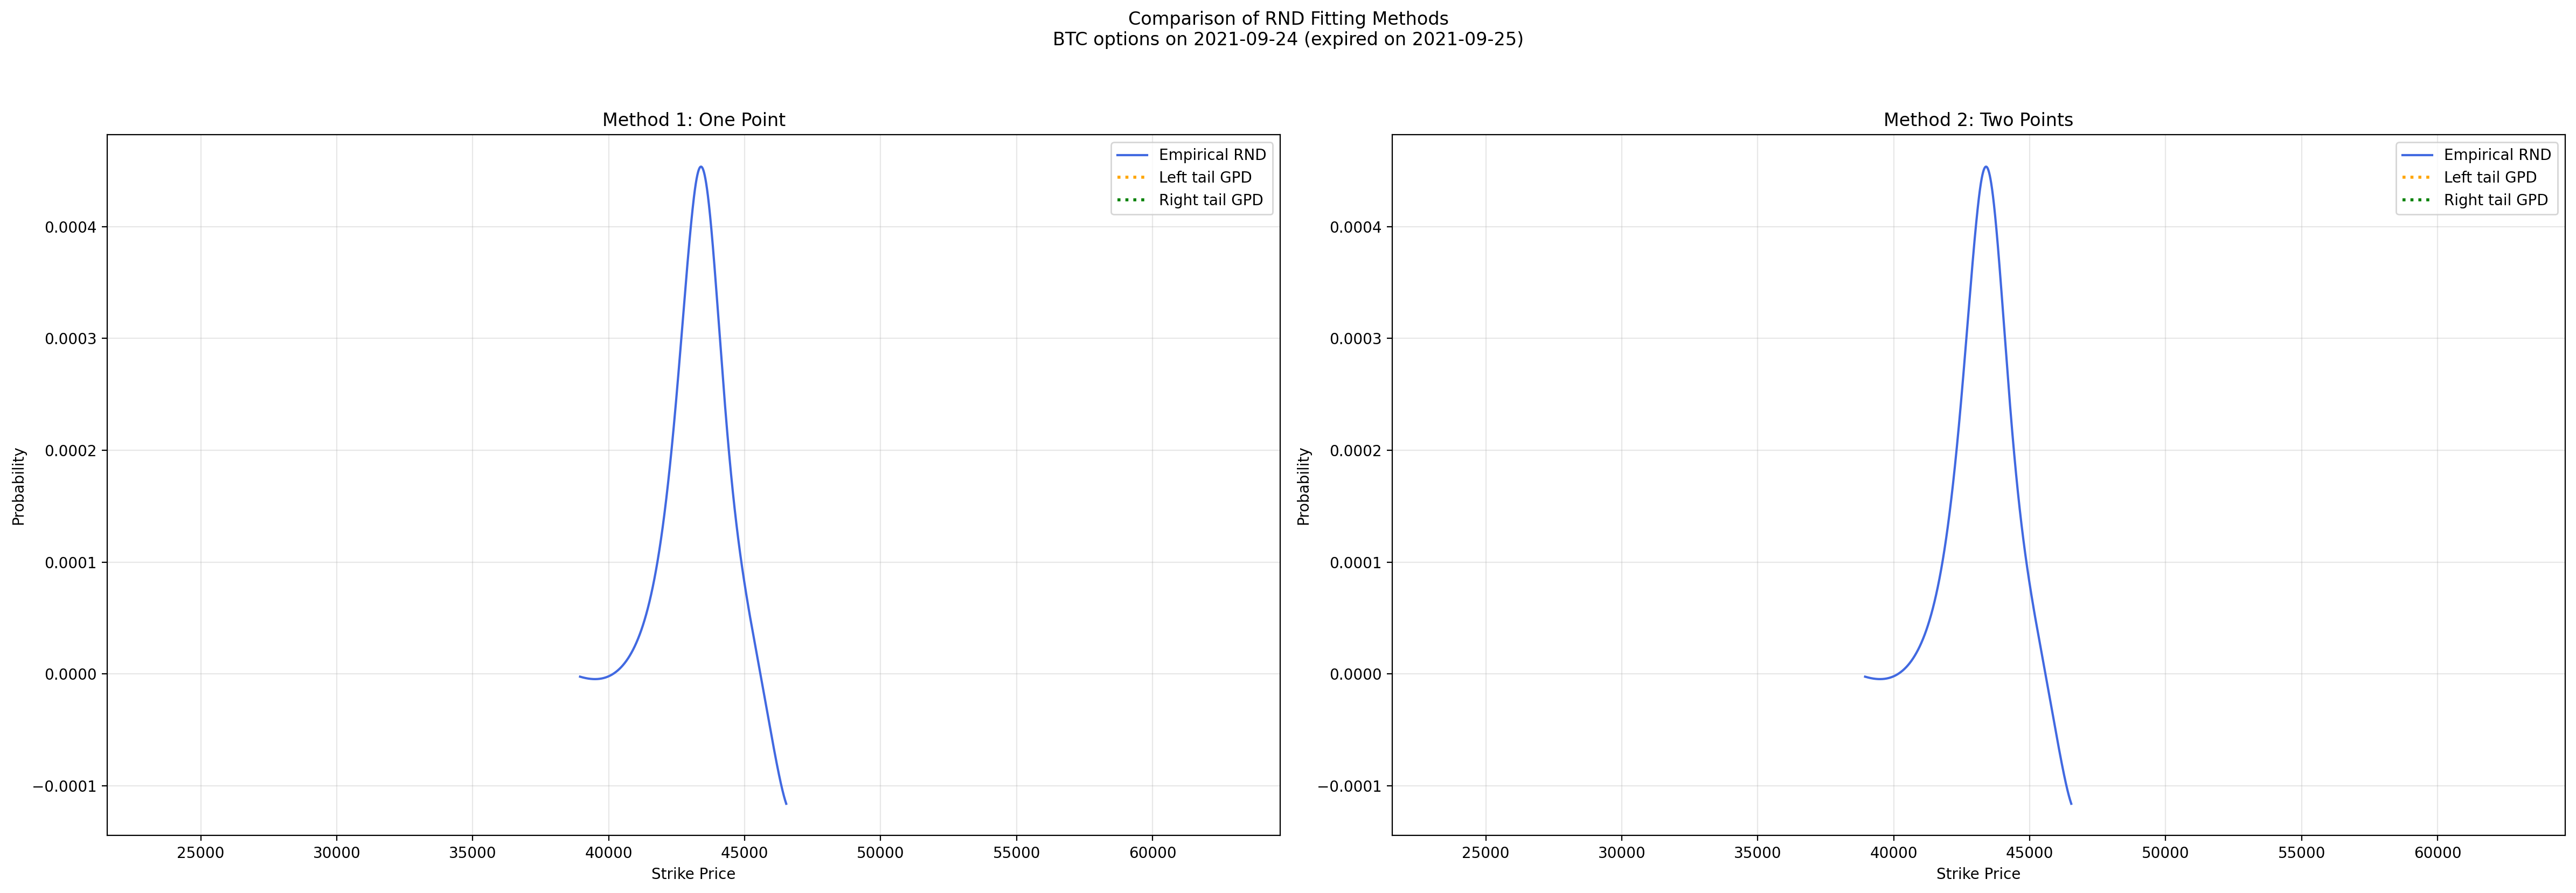 Comparison of RND Fitting Methods
BTC options on 2021-09-24 (expired on 2021-09-25)
Method 1: One Point
Empirical RND
Left tail GPD
Right tail GPD
0.0004
0.0003
0.0002
0.0001
0.0000
−0.0001
Probability
25000
30000
35000
40000
45000
50000
55000
60000
Strike Price
Method 2: Two Points
Empirical RND
Left tail GPD
Right tail GPD
0.0004
0.0003
0.0002
0.0001
0.0000
−0.0001
Probability
25000
30000
35000
40000
45000
50000
55000
60000
Strike Price